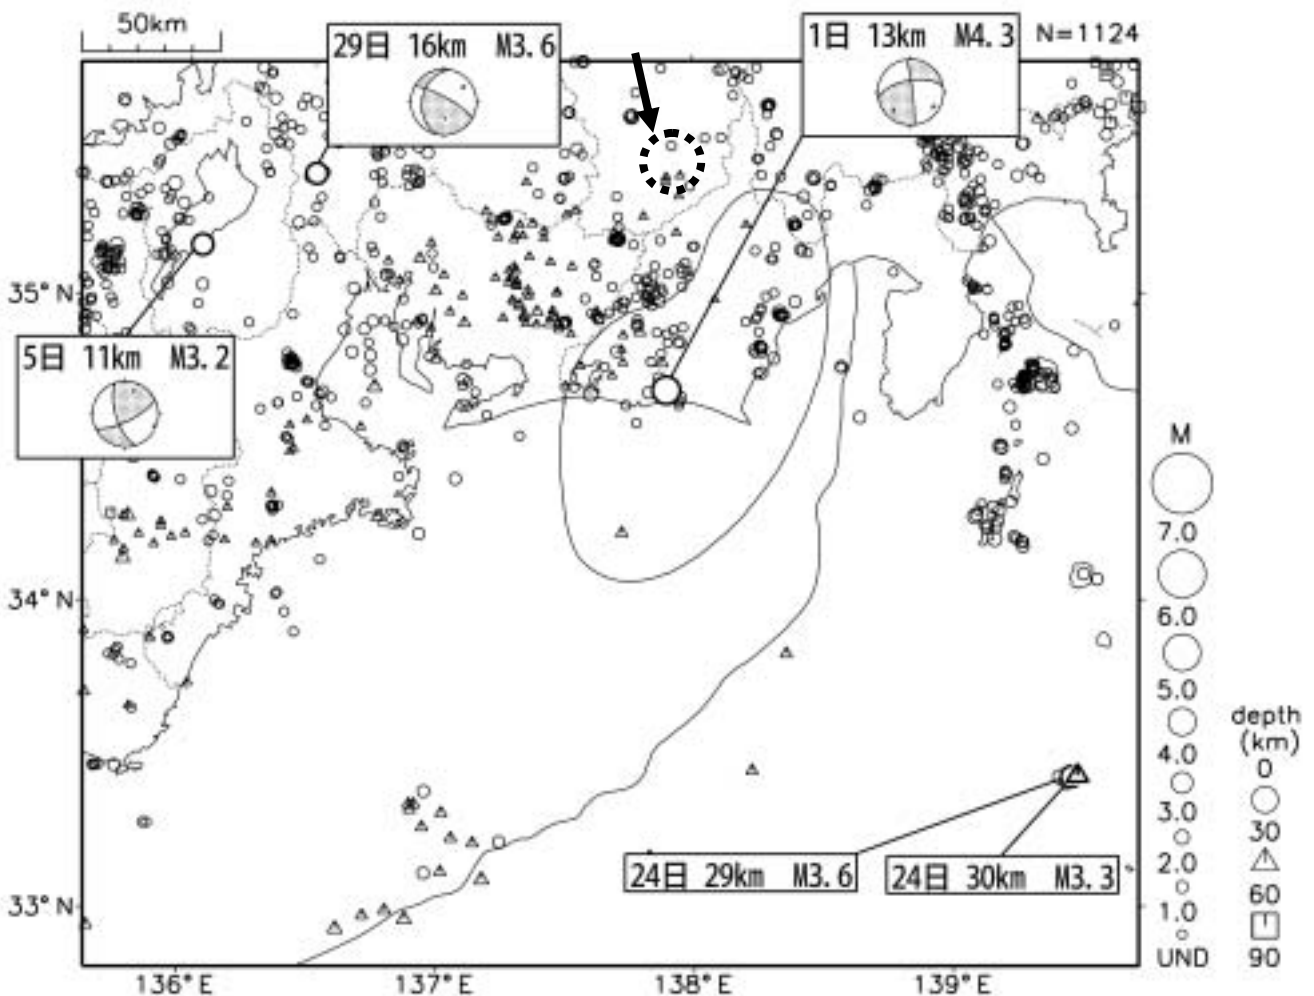 50km
29日 16km M3.6
1日 13km M4.3
N=1124
35°N
5日 11km M3.2
34°N
33°N
24日 29km M3.6
24日 30km M3.3
136°E
137°E
138°E
139°E
M
7.0
6.0
5.0
4.0
3.0
2.0
1.0
UND
depth
(km)
0
30
60
90